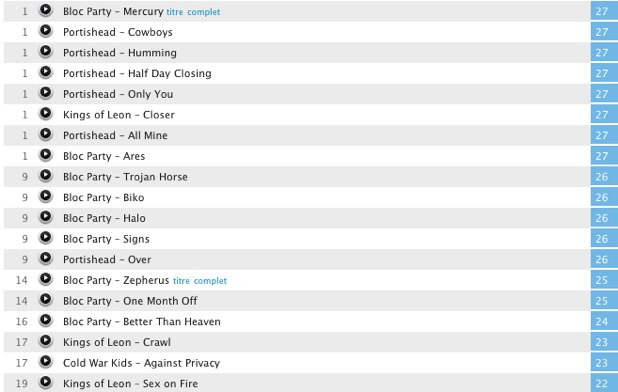 1 Bloc Party – Mercury titre complet 27
1 Portishead – Cowboys 27
1 Portishead – Humming 27
1 Portishead – Half Day Closing 27
1 Portishead – Only You 27
1 Kings of Leon – Closer 27
1 Portishead – All Mine 27
1 Bloc Party – Ares 27
9 Bloc Party – Trojan Horse 26
9 Bloc Party – Biko 26
9 Bloc Party – Halo 26
9 Bloc Party – Signs 26
9 Portishead – Over 26
14 Bloc Party – Zepherus titre complet 25
14 Bloc Party – One Month Off 25
16 Bloc Party – Better Than Heaven 24
17 Kings of Leon – Crawl 23
17 Cold War Kids – Against Privacy 23
19 Kings of Leon – Sex on Fire 22